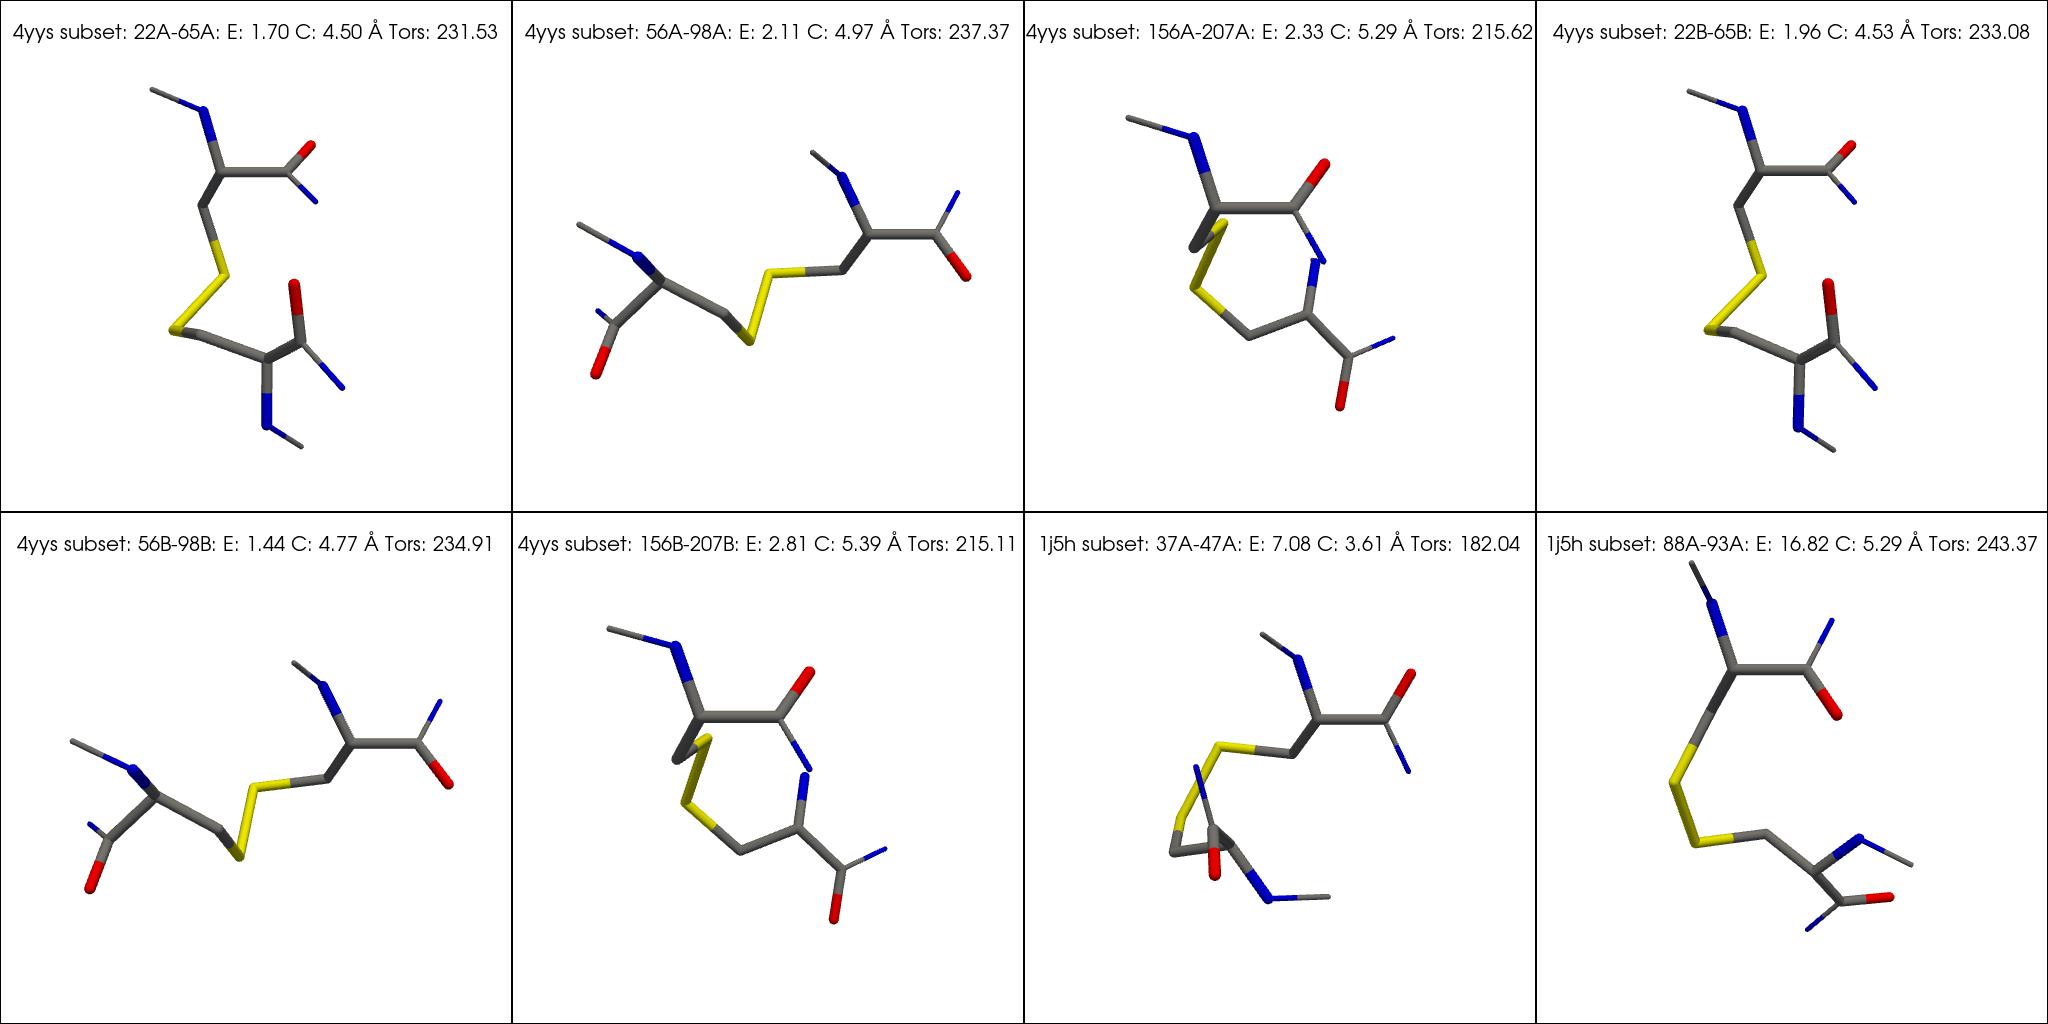 4yys subset: 22A-65A: E: 1.70 C: 4.50 Å Tors: 231.53
4yys subset: 56A-98A: E: 2.11 C: 4.97 Å Tors: 237.37
4yys subset: 156A-207A: E: 2.33 C: 5.29 Å Tors: 215.62
4yys subset: 22B-65B: E: 1.96 C: 4.53 Å Tors: 233.08
4yys subset: 56B-98B: E: 1.44 C: 4.77 Å Tors: 234.91
4yys subset: 156B-207B: E: 2.81 C: 5.39 Å Tors: 215.11
1j5h subset: 37A-47A: E: 7.08 C: 3.61 Å Tors: 182.04
1j5h subset: 88A-93A: E: 16.82 C: 5.29 Å Tors: 243.37